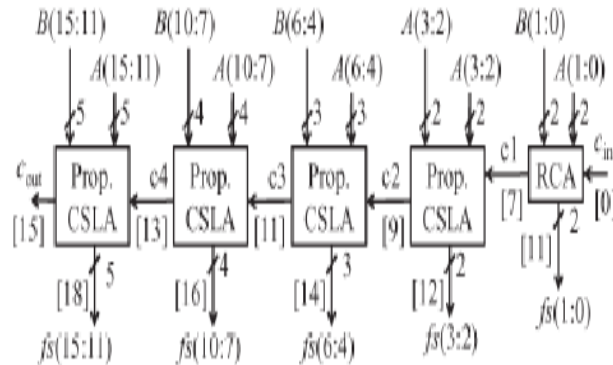 B(15:11) B(10:7) B(6:4) A(3:2) B(1:0)
A(15:11) A(10:7) A(6:4) A(3:2) A(1:0)
5 5 4 4 3 3 2 2 2 2
c_out Prop. CSLA c4 Prop. CSLA c3 Prop. CSLA c2 Prop. CSLA c1 RCA c_in
[15] [13] [11] [9] [7] [0]
5 4 3 2 2
[18] [16] [14] [12] [11]
fs(15:11) fs(10:7) fs(6:4) fs(3:2) fs(1:0)